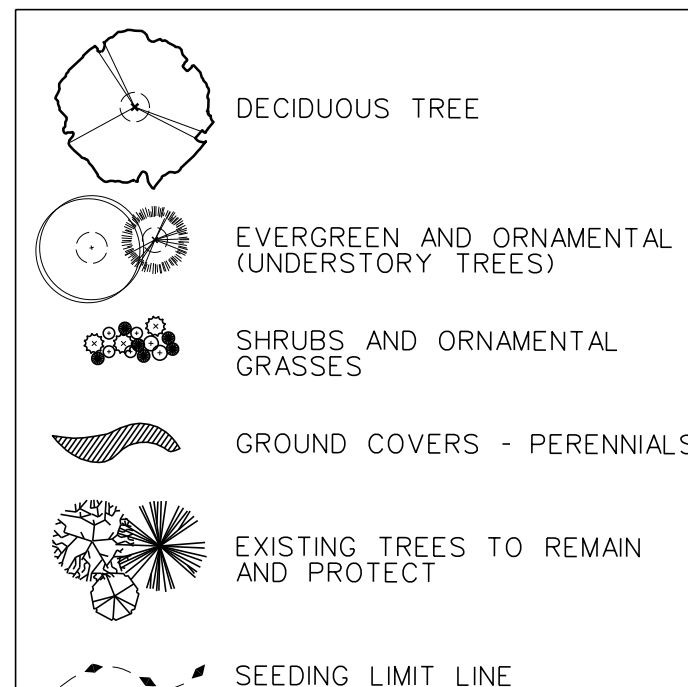 DECIDUOUS TREE
EVERGREEN AND ORNAMENTAL
(UNDERSTORY TREES)
SHRUBS AND ORNAMENTAL
GRASSES
GROUND COVERS - PERENNIALS
EXISTING TREES TO REMAIN
AND PROTECT
SEEDING LIMIT LINE